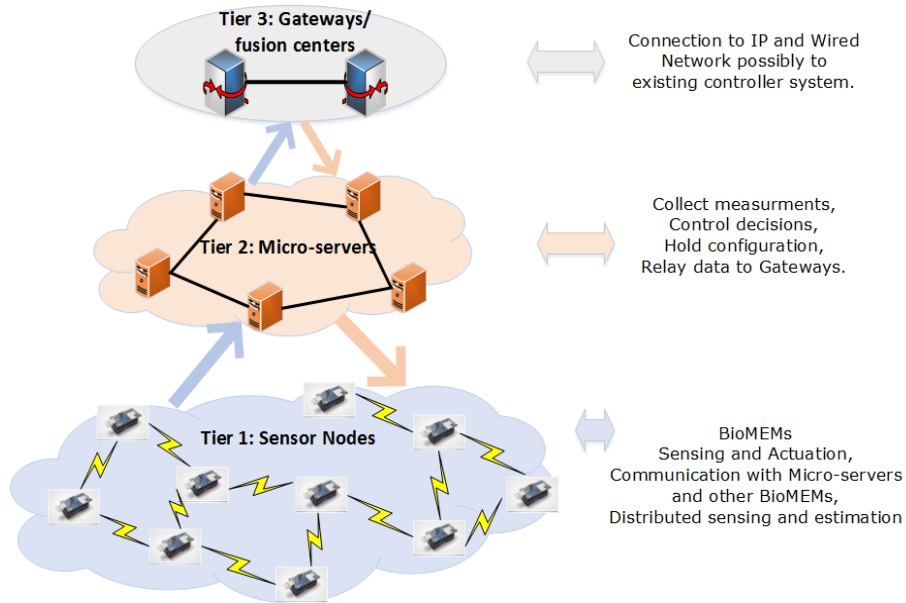 Tier 3: Gateways/
fusion centers
Connection to IP and Wired
Network possibly to
existing controller system.
Tier 2: Micro-servers
Collect measurments,
Control decisions,
Hold configuration,
Relay data to Gateways.
Tier 1: Sensor Nodes
BioMEMs
Sensing and Actuation,
Communication with Micro-servers
and other BioMEMs,
Distributed sensing and estimation